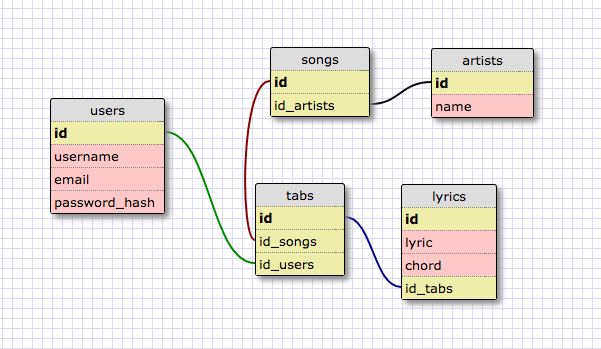 songs
id
id_artists
artists
id
name
users
id
username
email
password_hash
tabs
id
id_songs
id_users
lyrics
id
lyric
chord
id_tabs